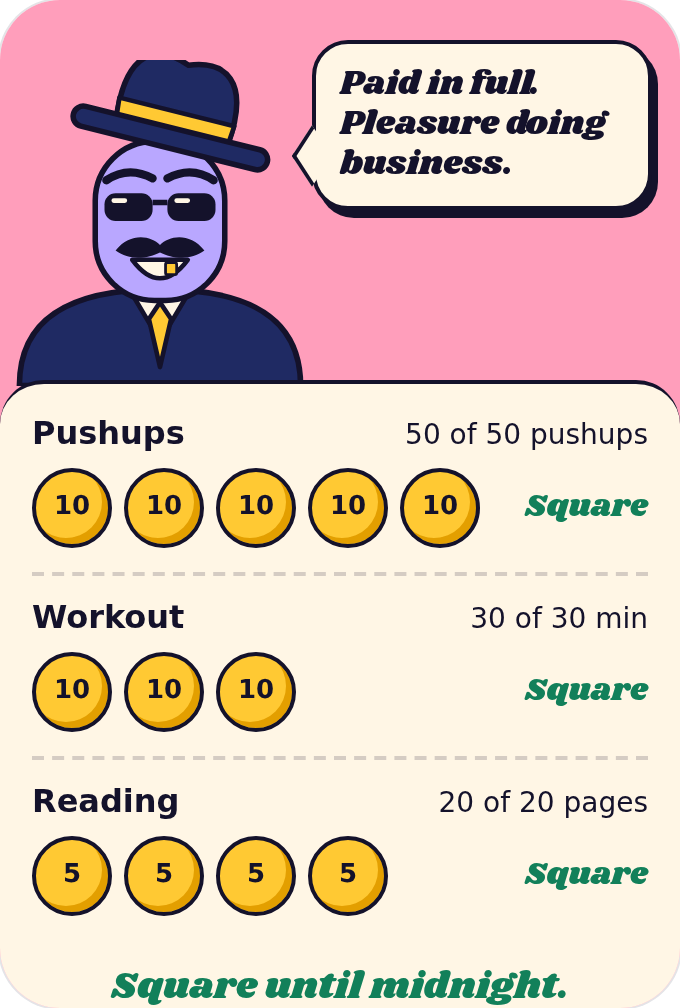 Paid in full.
Pleasure doing
business.
Pushups 50 of 50 pushups
10 10 10 10 10 Square
Workout 30 of 30 min
10 10 10 Square
Reading 20 of 20 pages
5 5 5 5 Square
Square until midnight.